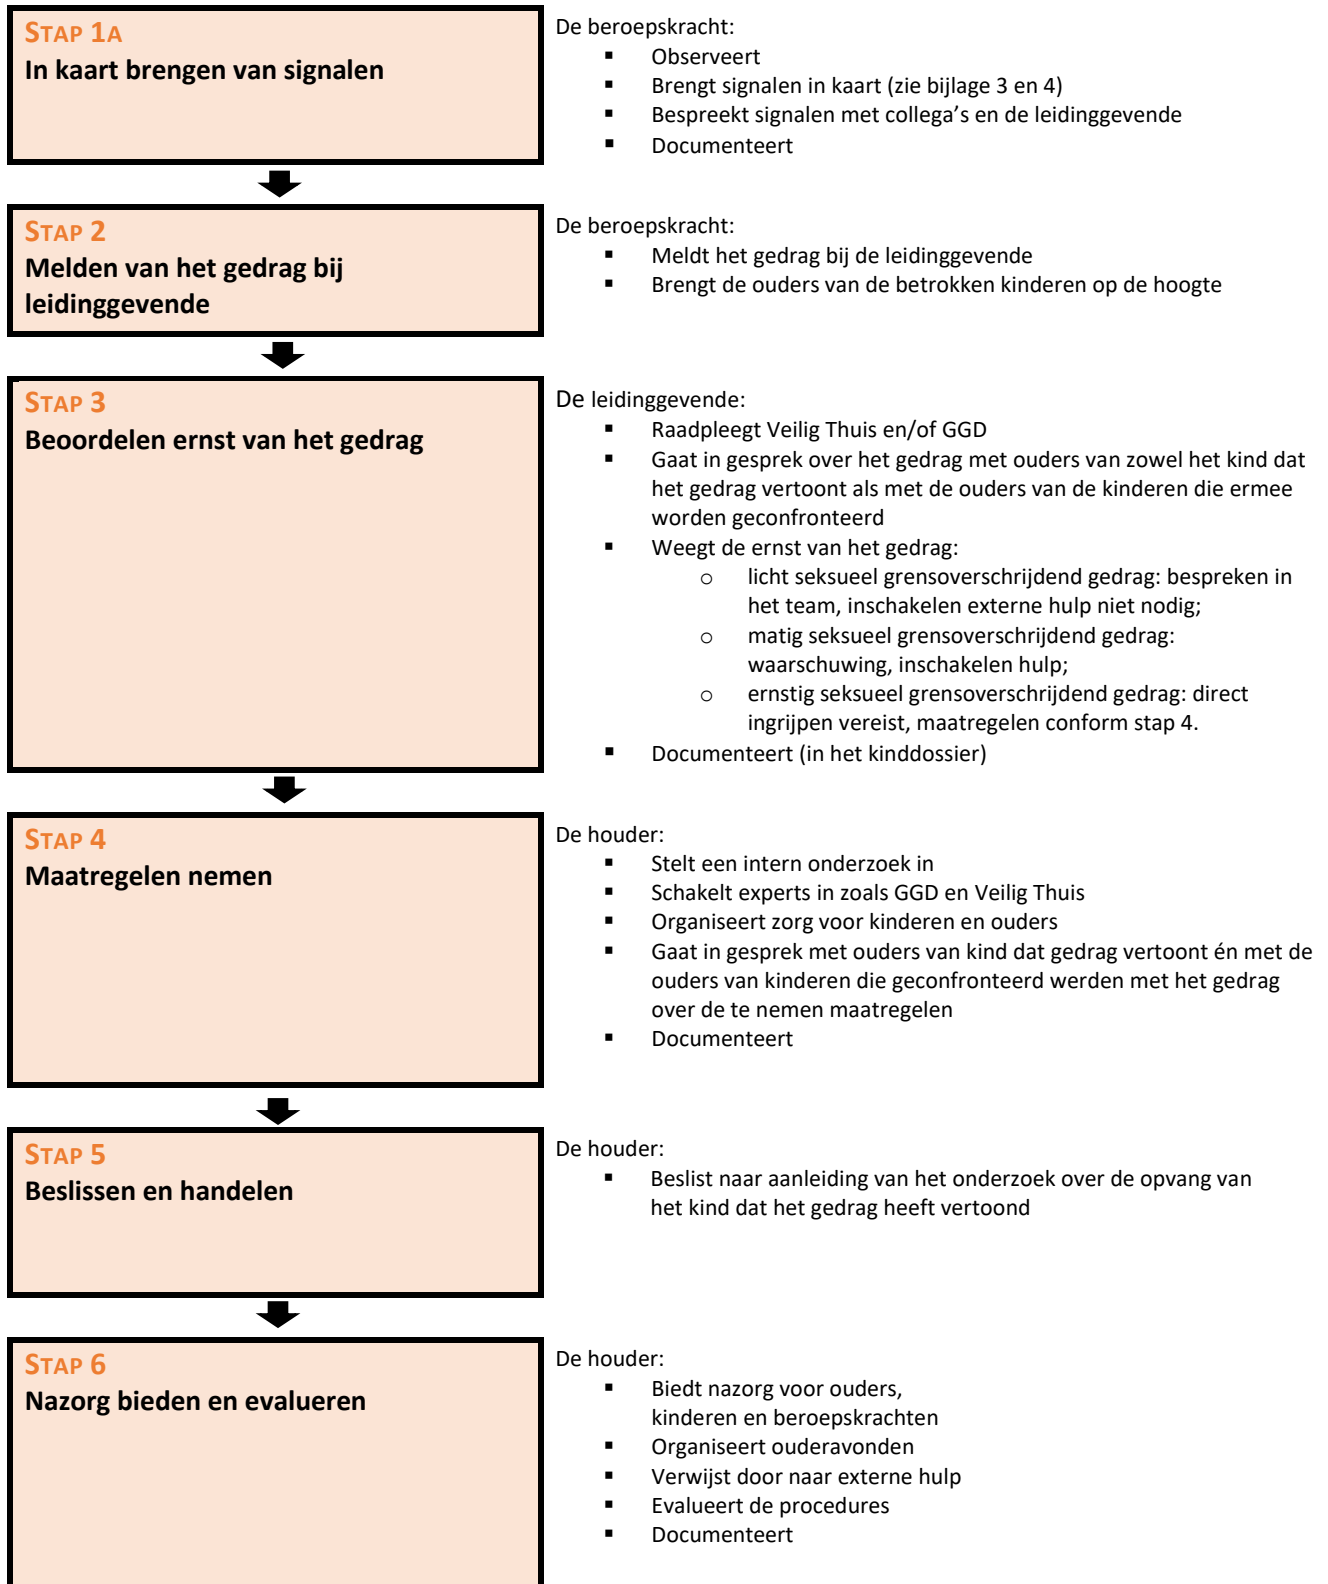 STAP 1A
In kaart brengen van signalen
De beroepskracht:
▪ Observeert
▪ Brengt signalen in kaart (zie bijlage 3 en 4)
▪ Bespreekt signalen met collega's en de leidinggevende
▪ Documenteert
STAP 2
Melden van het gedrag bij
leidinggevende
De beroepskracht:
▪ Meldt het gedrag bij de leidinggevende
▪ Brengt de ouders van de betrokken kinderen op de hoogte
STAP 3
Beoordelen ernst van het gedrag
De leidinggevende:
▪ Raadpleegt Veilig Thuis en/of GGD
▪ Gaat in gesprek over het gedrag met ouders van zowel het kind dat
het gedrag vertoont als met de ouders van de kinderen die ermee
worden geconfronteerd
▪ Weegt de ernst van het gedrag:
o licht seksueel grensoverschrijdend gedrag: bespreken in
het team, inschakelen externe hulp niet nodig;
o matig seksueel grensoverschrijdend gedrag:
waarschuwing, inschakelen hulp;
o ernstig seksueel grensoverschrijdend gedrag: direct
ingrijpen vereist, maatregelen conform stap 4.
▪ Documenteert (in het kinddossier)
STAP 4
Maatregelen nemen
De houder:
▪ Stelt een intern onderzoek in
▪ Schakelt experts in zoals GGD en Veilig Thuis
▪ Organiseert zorg voor kinderen en ouders
▪ Gaat in gesprek met ouders van kind dat gedrag vertoont én met de
ouders van kinderen die geconfronteerd werden met het gedrag
over de te nemen maatregelen
▪ Documenteert
STAP 5
Beslissen en handelen
De houder:
▪ Beslist naar aanleiding van het onderzoek over de opvang van
het kind dat het gedrag heeft vertoond
STAP 6
Nazorg bieden en evalueren
De houder:
▪ Biedt nazorg voor ouders,
kinderen en beroepskrachten
▪ Organiseert ouderavonden
▪ Verwijst door naar externe hulp
▪ Evalueert de procedures
▪ Documenteert